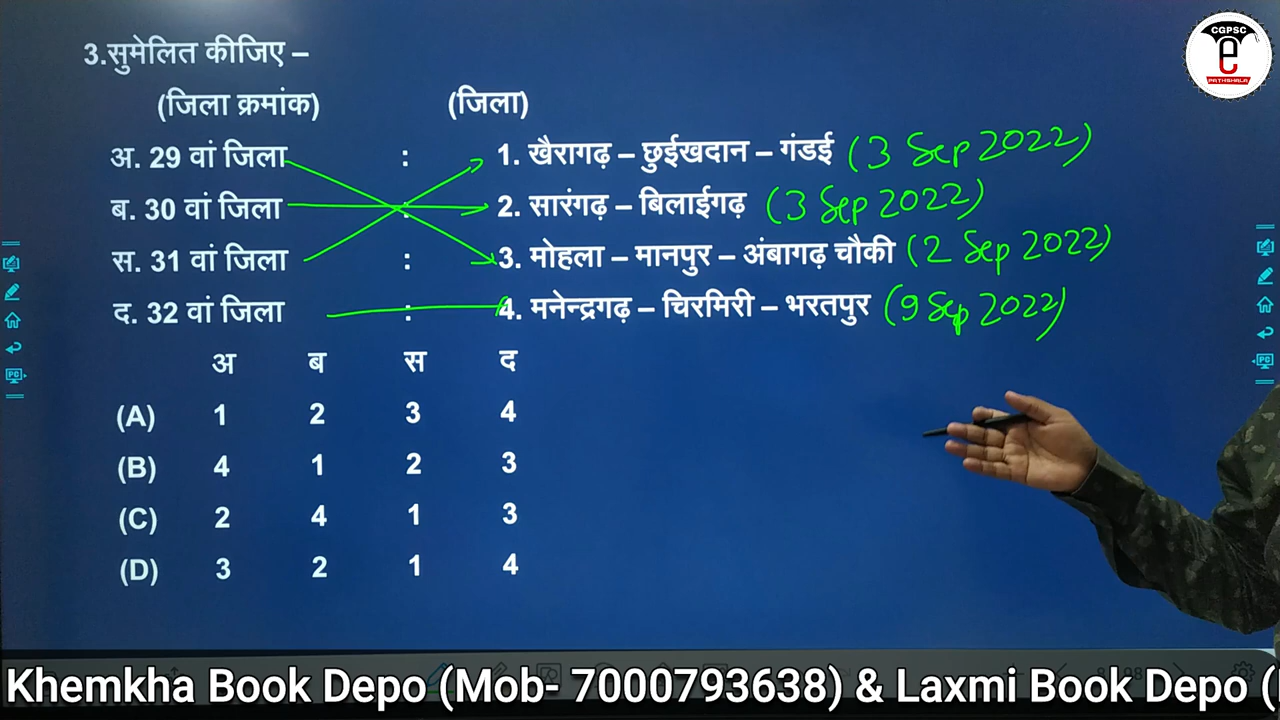 CGPSC
e
PATHSHALA
3.सुमेलित कीजिए –
(जिला क्रमांक) (जिला)
अ. 29 वां जिला : 1. खैरागढ़ – छुईखदान – गंडई (3 Sep 2022)
ब. 30 वां जिला : 2. सारंगढ़ – बिलाईगढ़ (3 Sep 2022)
स. 31 वां जिला : 3. मोहला – मानपुर – अंबागढ़ चौकी (2 Sep 2022)
द. 32 वां जिला : 4. मनेन्द्रगढ़ – चिरमिरी – भरतपुर (9 Sep 2022)
अ ब स द
(A) 1 2 3 4
(B) 4 1 2 3
(C) 2 4 1 3
(D) 3 2 1 4
Khemkha Book Depo (Mob- 7000793638) & Laxmi Book Depo (